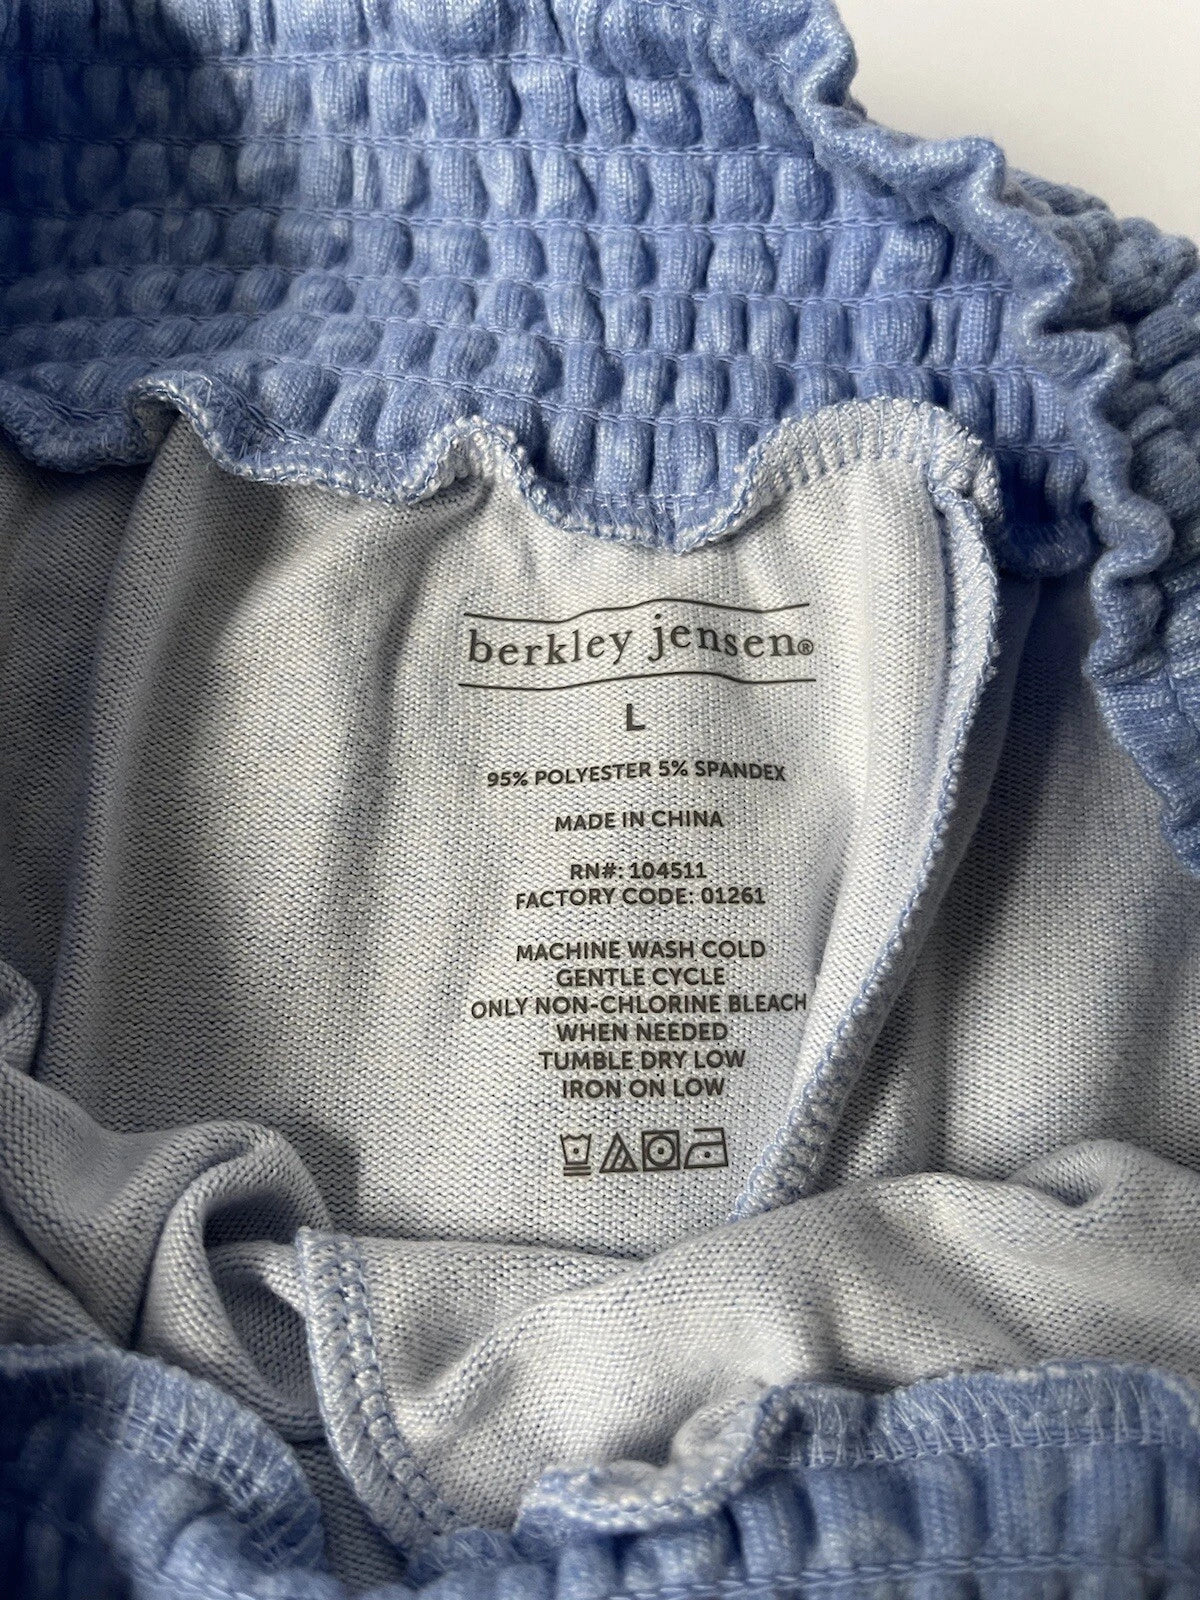 berkley jensen®
L
95% POLYESTER 5% SPANDEX
MADE IN CHINA
RN#: 104511
FACTORY CODE: 01261
MACHINE WASH COLD
GENTLE CYCLE
ONLY NON-CHLORINE BLEACH
WHEN NEEDED
TUMBLE DRY LOW
IRON ON LOW